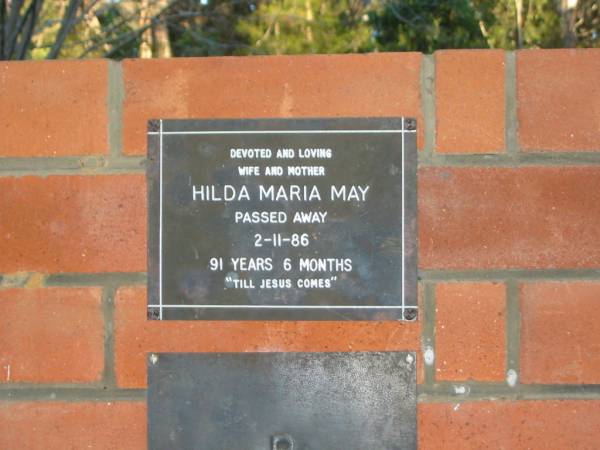 DEVOTED AND LOVING
WIFE AND MOTHER
HILDA MARIA MAY
PASSED AWAY
2-11-86
91 YEARS 6 MONTHS
"TILL JESUS COMES"